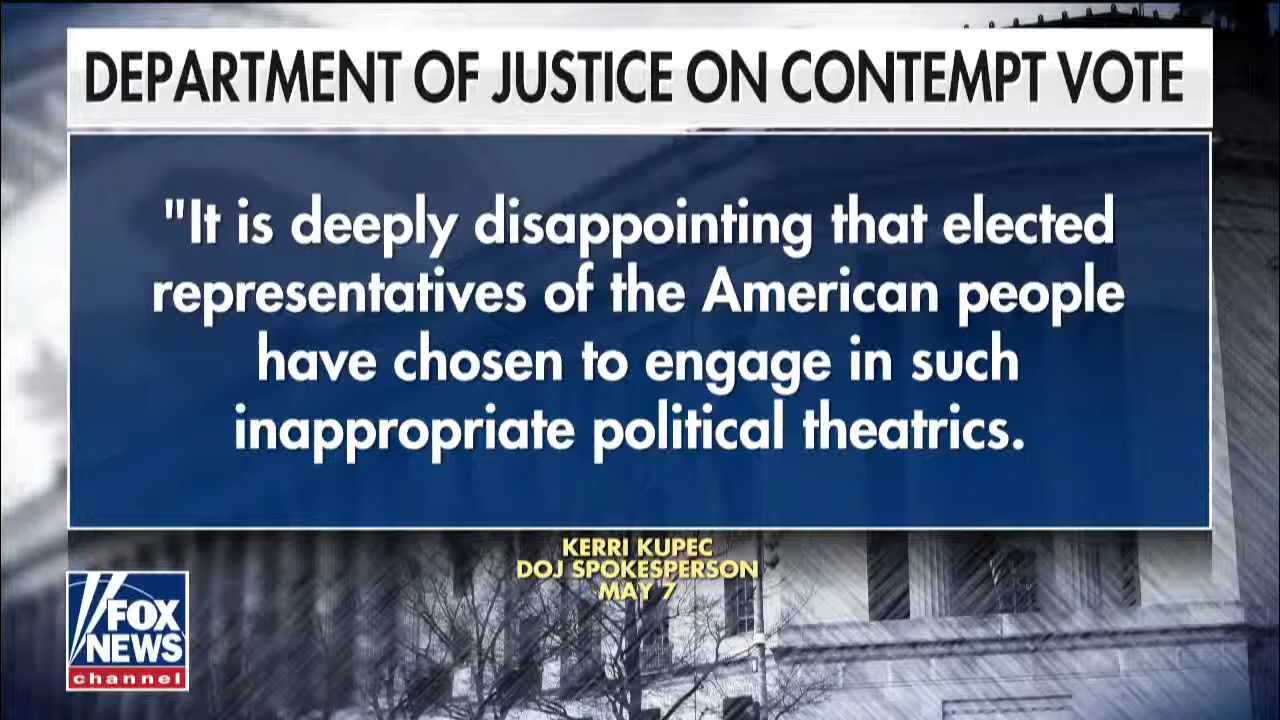 DEPARTMENT OF JUSTICE ON CONTEMPT VOTE
"It is deeply disappointing that elected
representatives of the American people
have chosen to engage in such
inappropriate political theatrics.
KERRI KUPEC
DOJ SPOKESPERSON
MAY 7
FOX
NEWS
channel